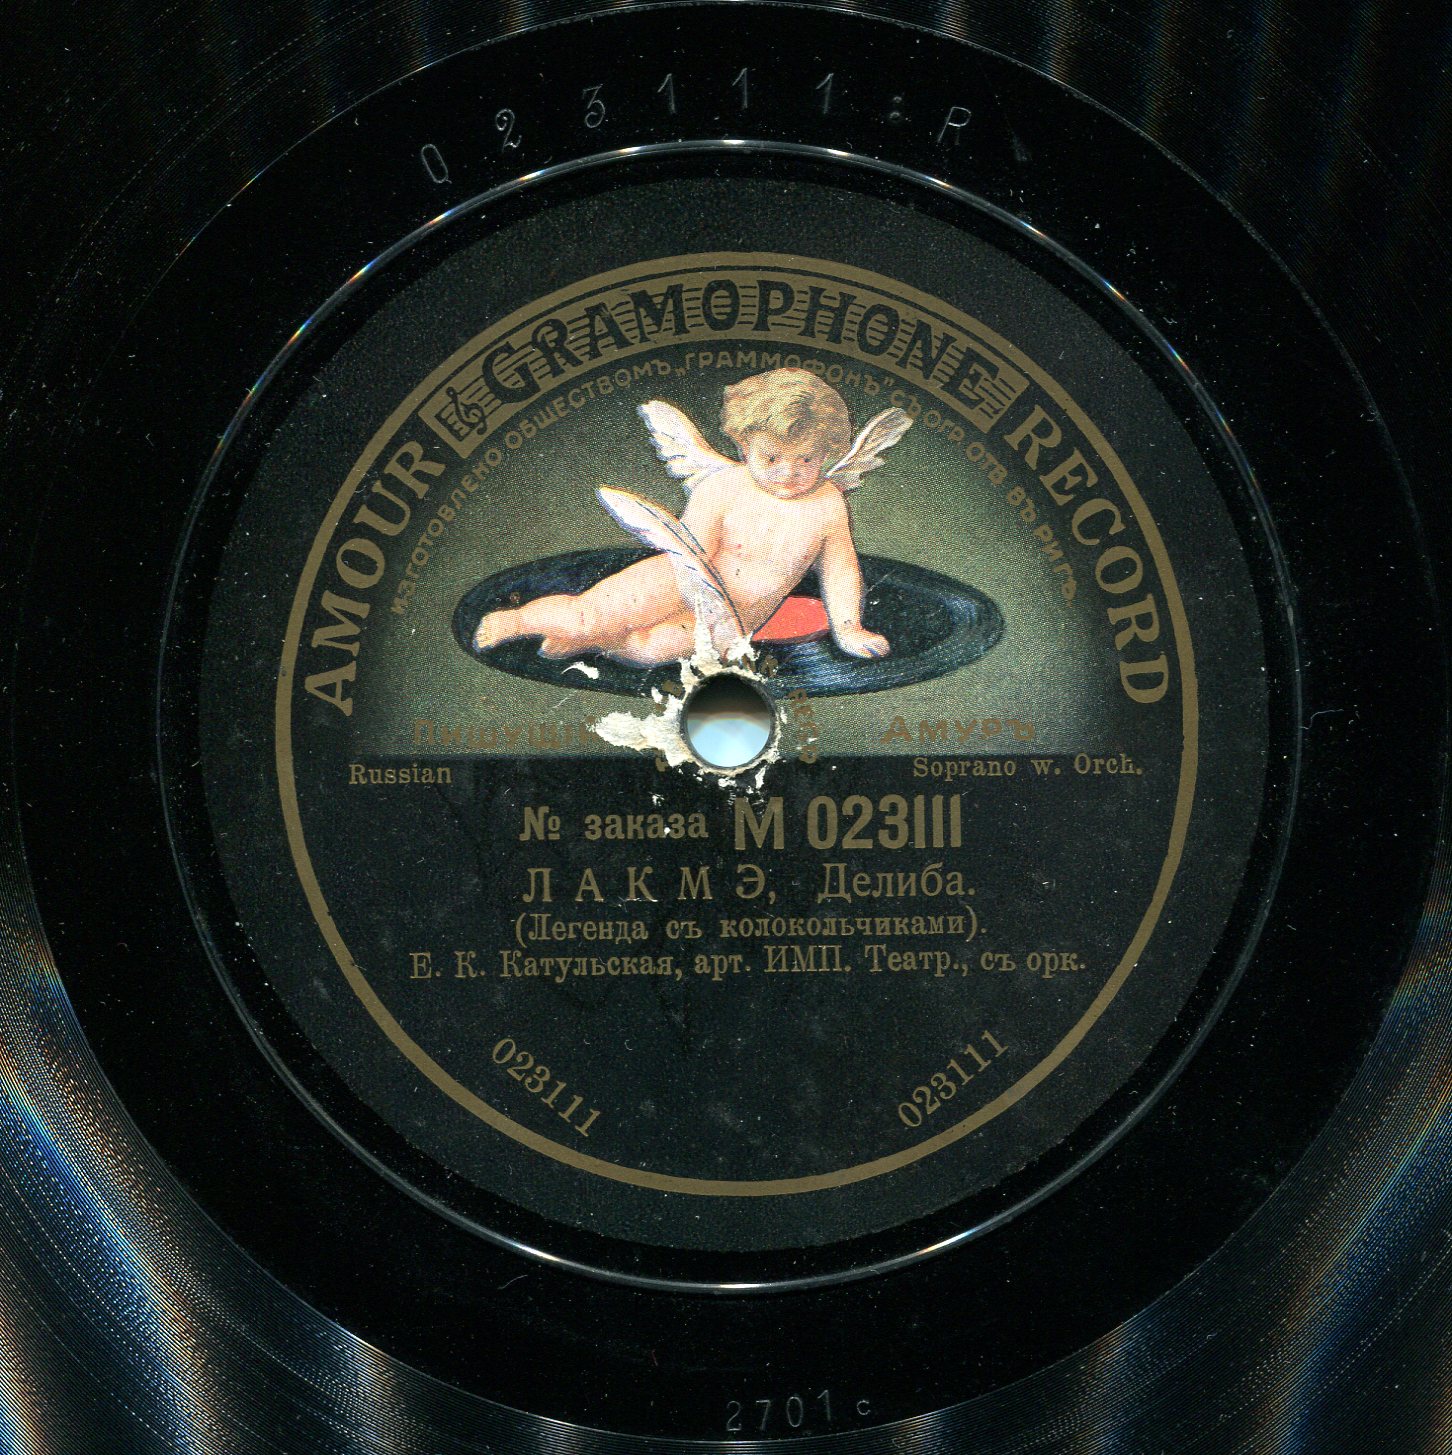 023111:R
AMOUR GRAMOPHONE RECORD
ИЗГОТОВЛЕНО ОБЩЕСТВОМЪ „ГРАММОФОНЪ" СЪ ОГР. ОТВ. ВЪ РИГѢ.
АМУРЪ
Russian
Soprano w. Orch.
№ заказа М 023111
ЛАКМЭ, Делиба.
(Легенда съ колокольчиками).
Е. К. Катульская, арт. ИМП. Театр., съ орк.
023111
023111
2701 c